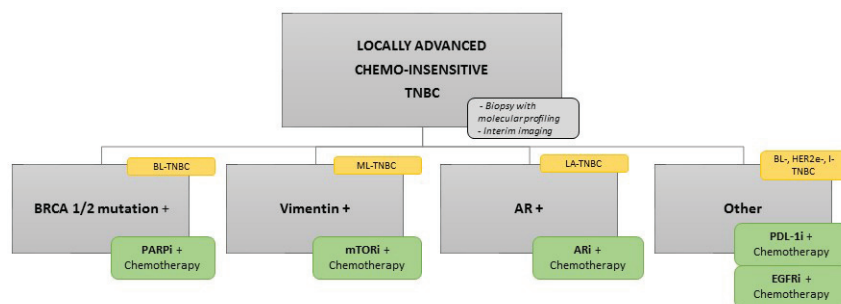 LOCALLY ADVANCED
CHEMO-INSENSITIVE
TNBC
- Biopsy with
molecular profiling
- Interim imaging
BL-TNBC
BRCA 1/2 mutation +
PARPi +
Chemotherapy
ML-TNBC
Vimentin +
mTORi +
Chemotherapy
LA-TNBC
AR +
ARi +
Chemotherapy
BL-, HER2e-, I-
TNBC
Other
PDL-1i +
Chemotherapy
EGFRi +
Chemotherapy